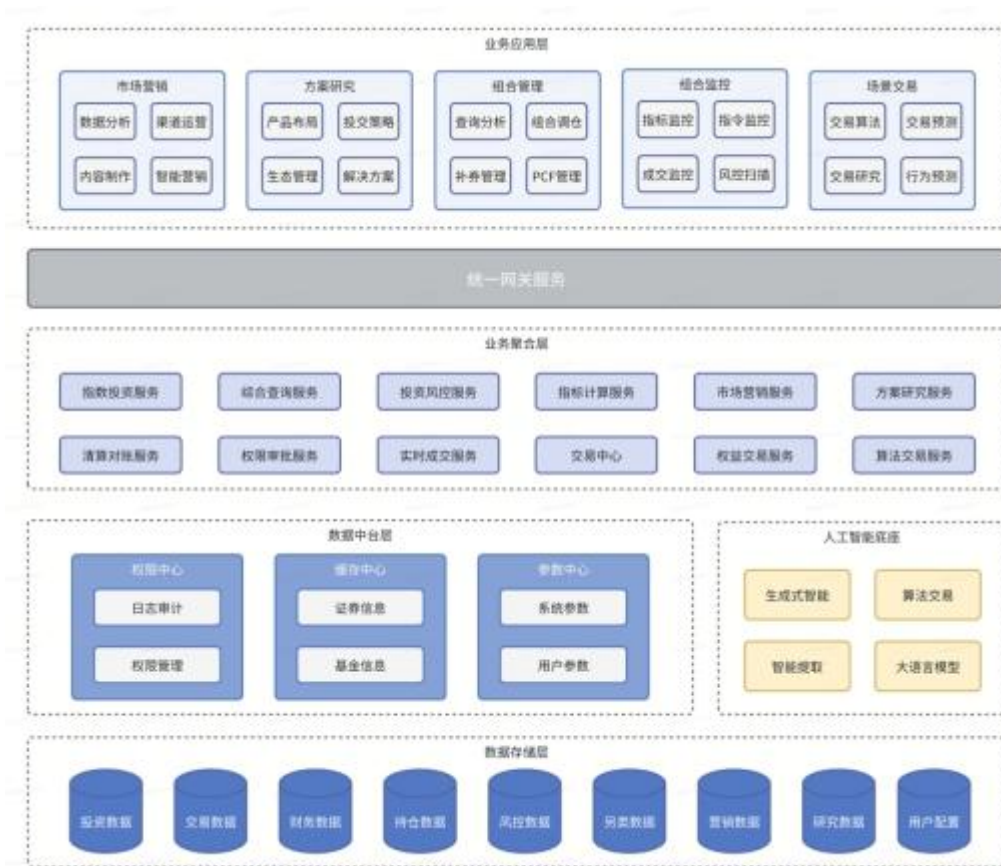 业务应用层
市场营销 方案研究 组合管理 组合监控 场景交易
数据分析 渠道运营 产品布局 投交策略 查询分析 组合调仓 指标监控 指令监控 交易算法 交易预测
内容制作 智能营销 生态管理 解决方案 补券管理 PCF管理 成交监控 风控扫描 交易研究 行为预测
统一网关服务
业务聚合层
指数投资服务 综合查询服务 投资风控服务 指标计算服务 市场营销服务 方案研究服务
清算对账服务 权限审批服务 实时成交服务 交易中心 权益交易服务 算法交易服务
数据中台层 人工智能底座
权限中心 缓存中心 参数中心
日志审计 证券信息 系统参数 生成式智能 算法交易
权限管理 基金信息 用户参数 智能提取 大语言模型
数据存储层
投资数据 交易数据 财务数据 持仓数据 风控数据 另类数据 营销数据 研究数据 用户配置